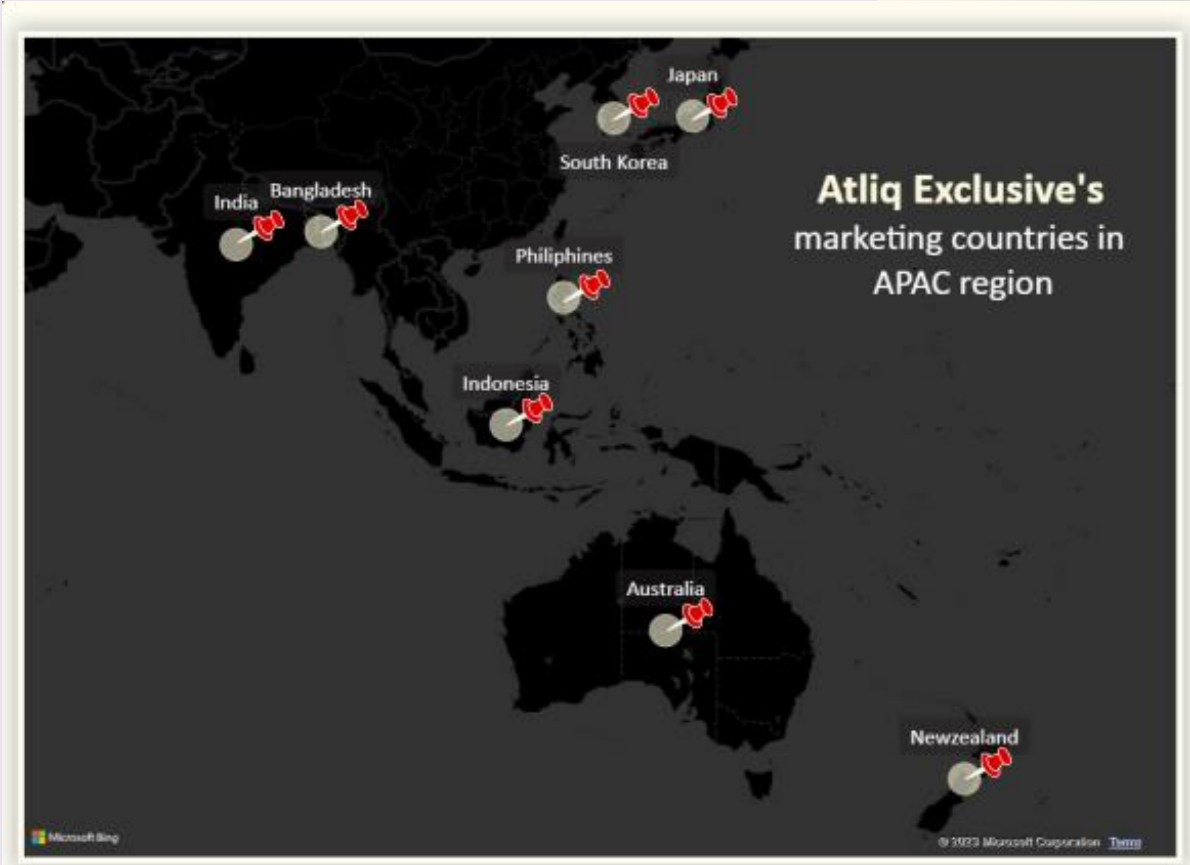 Japan
South Korea
Atliq Exclusive's
marketing countries in
APAC region
India
Bangladesh
Philiphines
Indonesia
Australia
Newzealand
Microsoft Bing
© 2023 Microsoft Corporation Terms